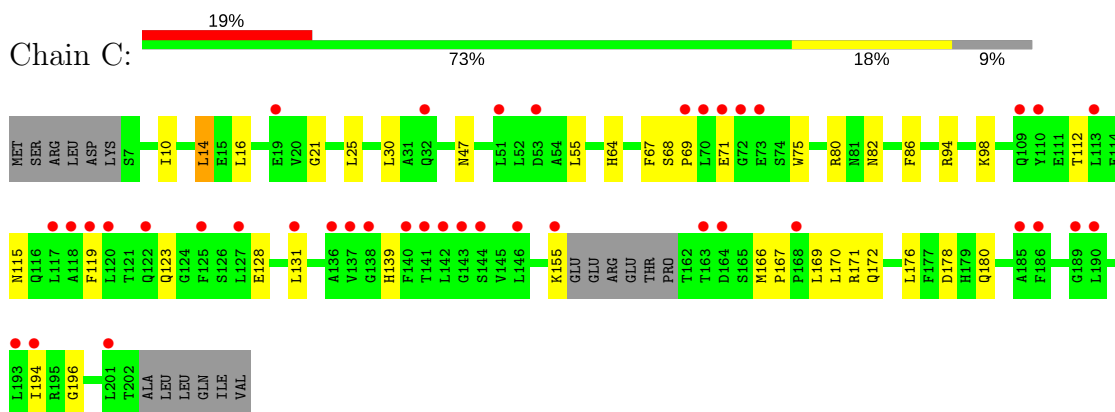 19%
Chain C:
73% 18% 9%
MET SER ARG LEU ASP LYS S7 I10 L14 E15 L16 E19 V20 G21 L25 L30 A31 Q32 N47 L51 L52 D53 A54 L55 H64 F67 S68 P69 L70 E71 G72 E73 S74 W75 R80 N81 N82 F86 R94 K98 Q109 Y110 E111 T112 L113 E114
N115 Q116 L117 A118 F119 L120 T121 Q122 Q123 G124 F125 S126 L127 E128 L131 A136 V137 G138 H139 F140 T141 L142 G143 S144 V145 L146 K155 GLU GLU ARG GLU THR PRO T162 T163 D164 S165 M166 P167 P168 L169 L170 R171 Q172 L176 F177 D178 H179 Q180 A185 F186 G189 L190
L193 I194 R195 G196 L201 T202 ALA LEU LEU GLN ILE VAL